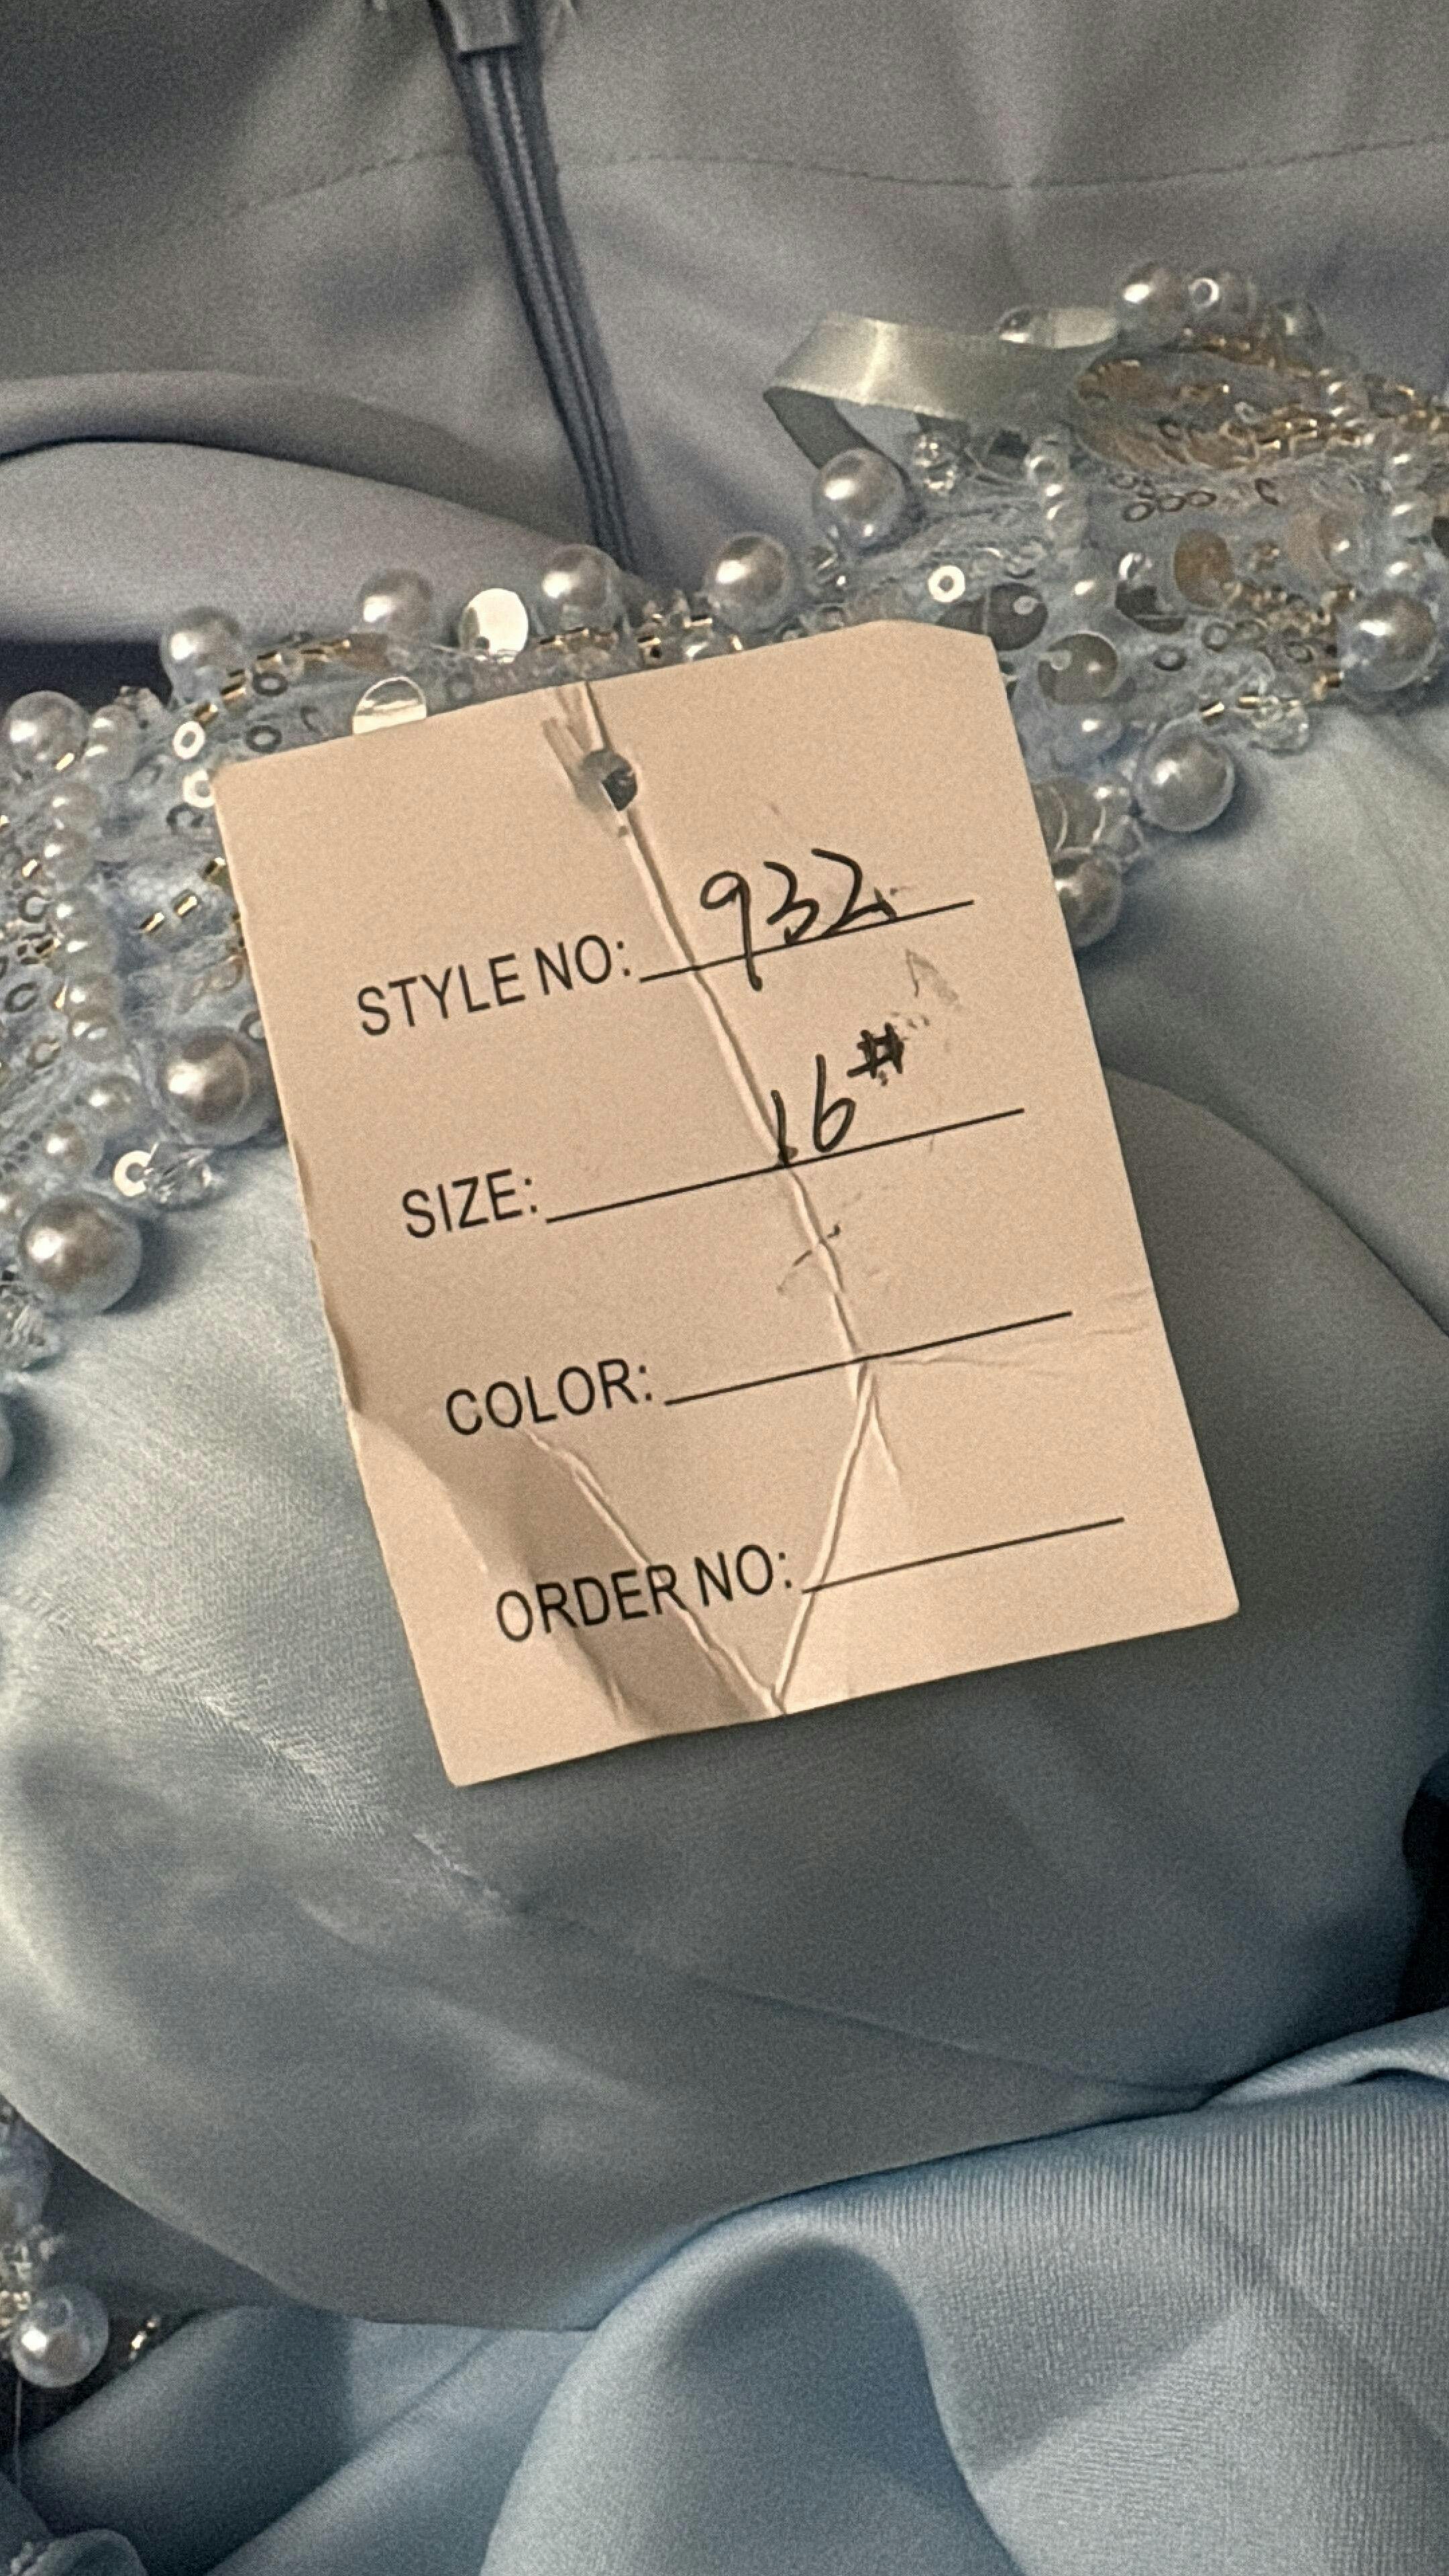 STYLE NO: 932
SIZE: 16#
COLOR:
ORDER NO: